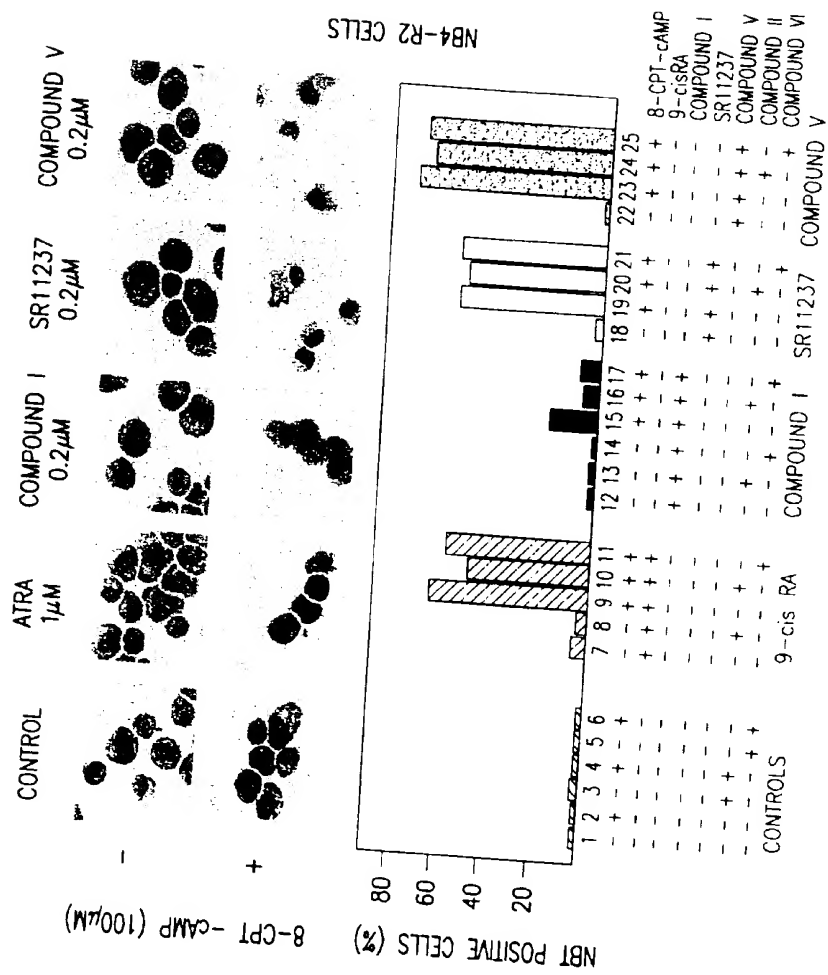 NB4-R2 CELLS
CONTROL
ATRA
1μM
COMPOUND I
0.2μM
SR11237
0.2μM
COMPOUND V
0.2μM
8-CPT-cAMP (100μM)
-
+
NBT POSITIVE CELLS (%)
80
60
20
1 2 3 4 5 6 7 8 9 10 11 12 13 14 15 16 17 18 19 20 21 22 23 24 25
8-CPT-cAMP
9-cisRA
COMPOUND I
SR11237
COMPOUND V
COMPOUND II
COMPOUND VI
CONTROLS
9-cis RA
COMPOUND I
SR11237
COMPOUND V